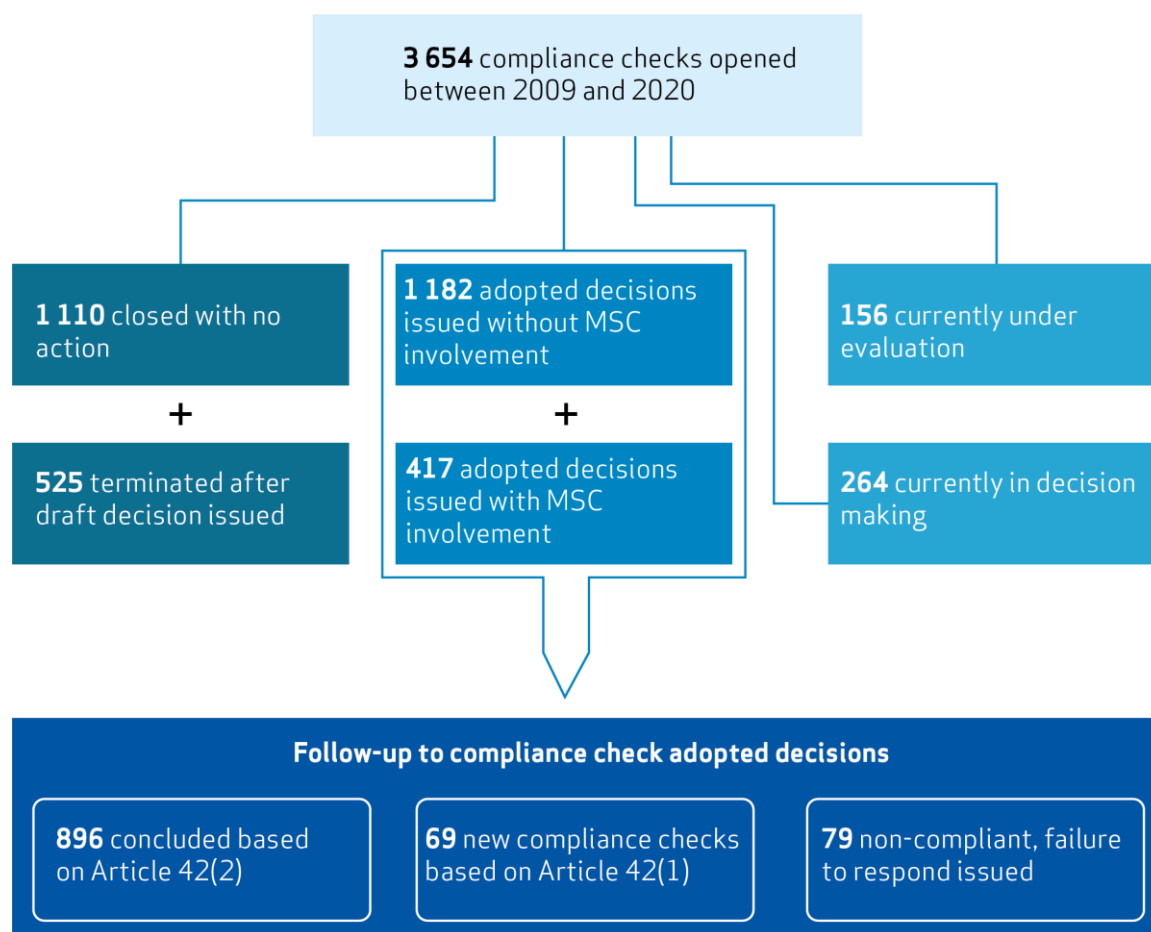 3 654 compliance checks opened
between 2009 and 2020
1 110 closed with no
action
+
525 terminated after
draft decision issued
1 182 adopted decisions
issued without MSC
involvement
+
417 adopted decisions
issued with MSC
involvement
156 currently under
evaluation
264 currently in decision
making
Follow-up to compliance check adopted decisions
896 concluded based
on Article 42(2)
69 new compliance checks
based on Article 42(1)
79 non-compliant, failure
to respond issued